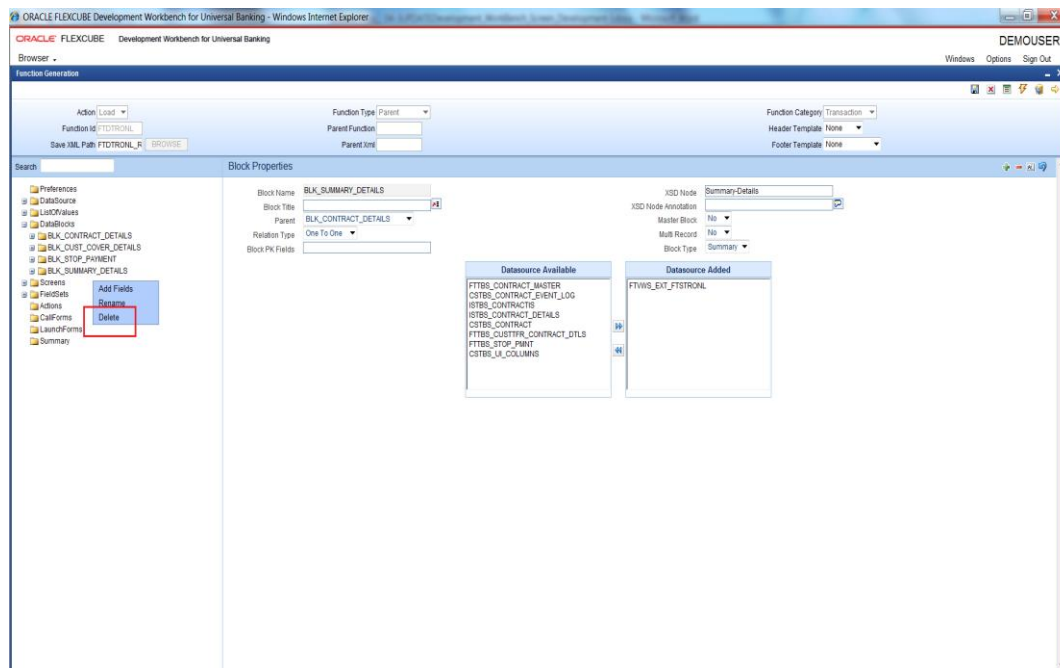 ORACLE FLEXCUBE Development Workbench for Universal Banking - Windows Internet Explorer
ORACLE FLEXCUBE Development Workbench for Universal Banking
DEMOUSER
Browser
Windows Options Sign Out
Function Generation
Action Load
Function Type Parent
Function Category Transaction
Function Id FTDTRONL
Parent Function
Header Template None
Save XML Path FTDTRONL_R BROWSE
Parent Xml
Footer Template None
Search
Block Properties
Preferences
DataSource
ListOfValues
DataBlocks
BLK_CONTRACT_DETAILS
BLK_CUST_COVER_DETAILS
BLK_STOP_PAYMENT
BLK_SUMMARY_DETAILS
Screens
FieldSets
Actions
CallForms
LaunchForms
Summary
Add Fields
Rename
Delete
Block Name BLK_SUMMARY_DETAILS
XSD Node Summary-Details
Block Title
XSD Node Annotation
Parent BLK_CONTRACT_DETAILS
Master Block No
Relation Type One To One
Multi Record No
Block PK Fields
Block Type Summary
Datasource Available
Datasource Added
FTTBS_CONTRACT_MASTER
CSTBS_CONTRACT_EVENT_LOG
ISTBS_CONTRACTIS
ISTBS_CONTRACT_DETAILS
CSTBS_CONTRACT
FTTBS_CUSTTFR_CONTRACT_DTLS
FTTBS_STOP_PMNT
CSTBS_UI_COLUMNS
FTVWS_EXT_FTSTRONL